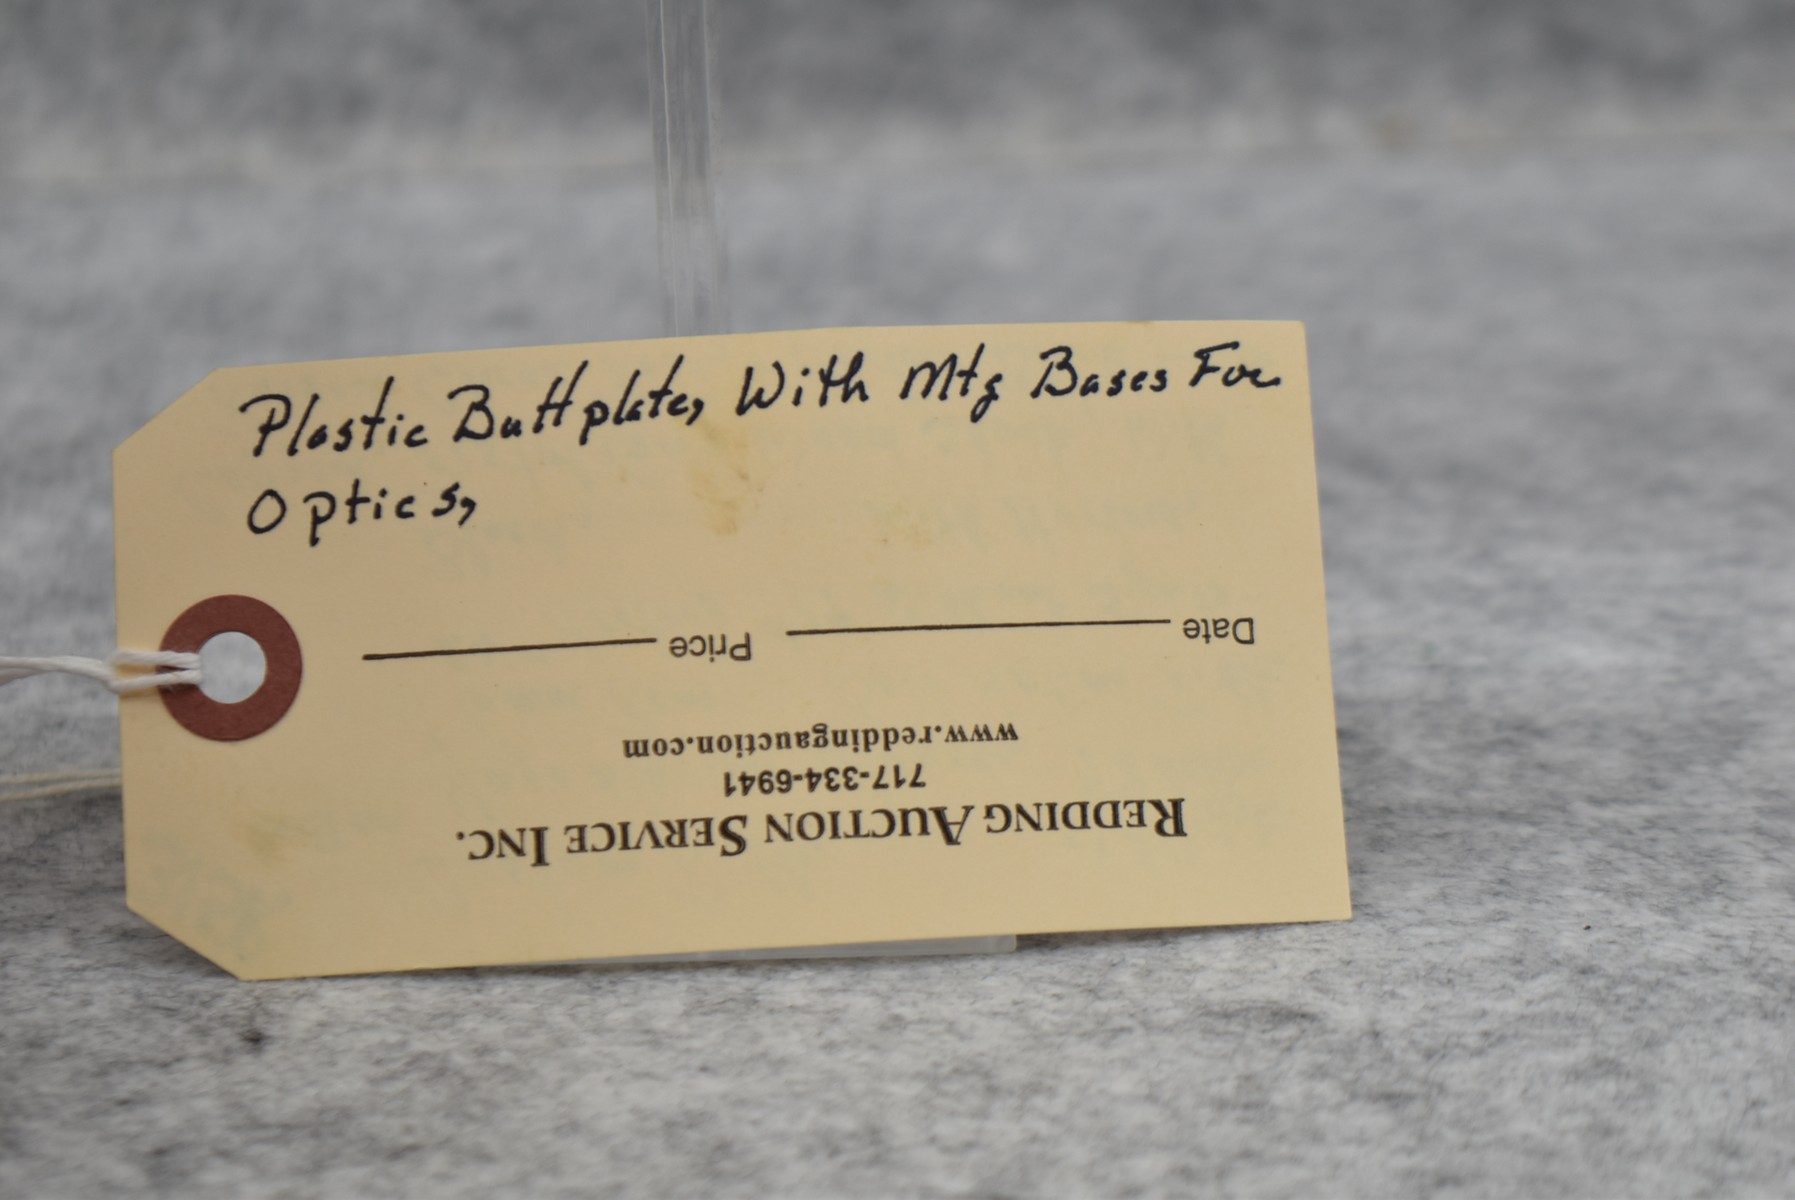 Plastic Buttplate, With Mtg Bases For
Optics,
REDDING AUCTION SERVICE INC.
717-334-6941
www.reddingauction.com
Date Price